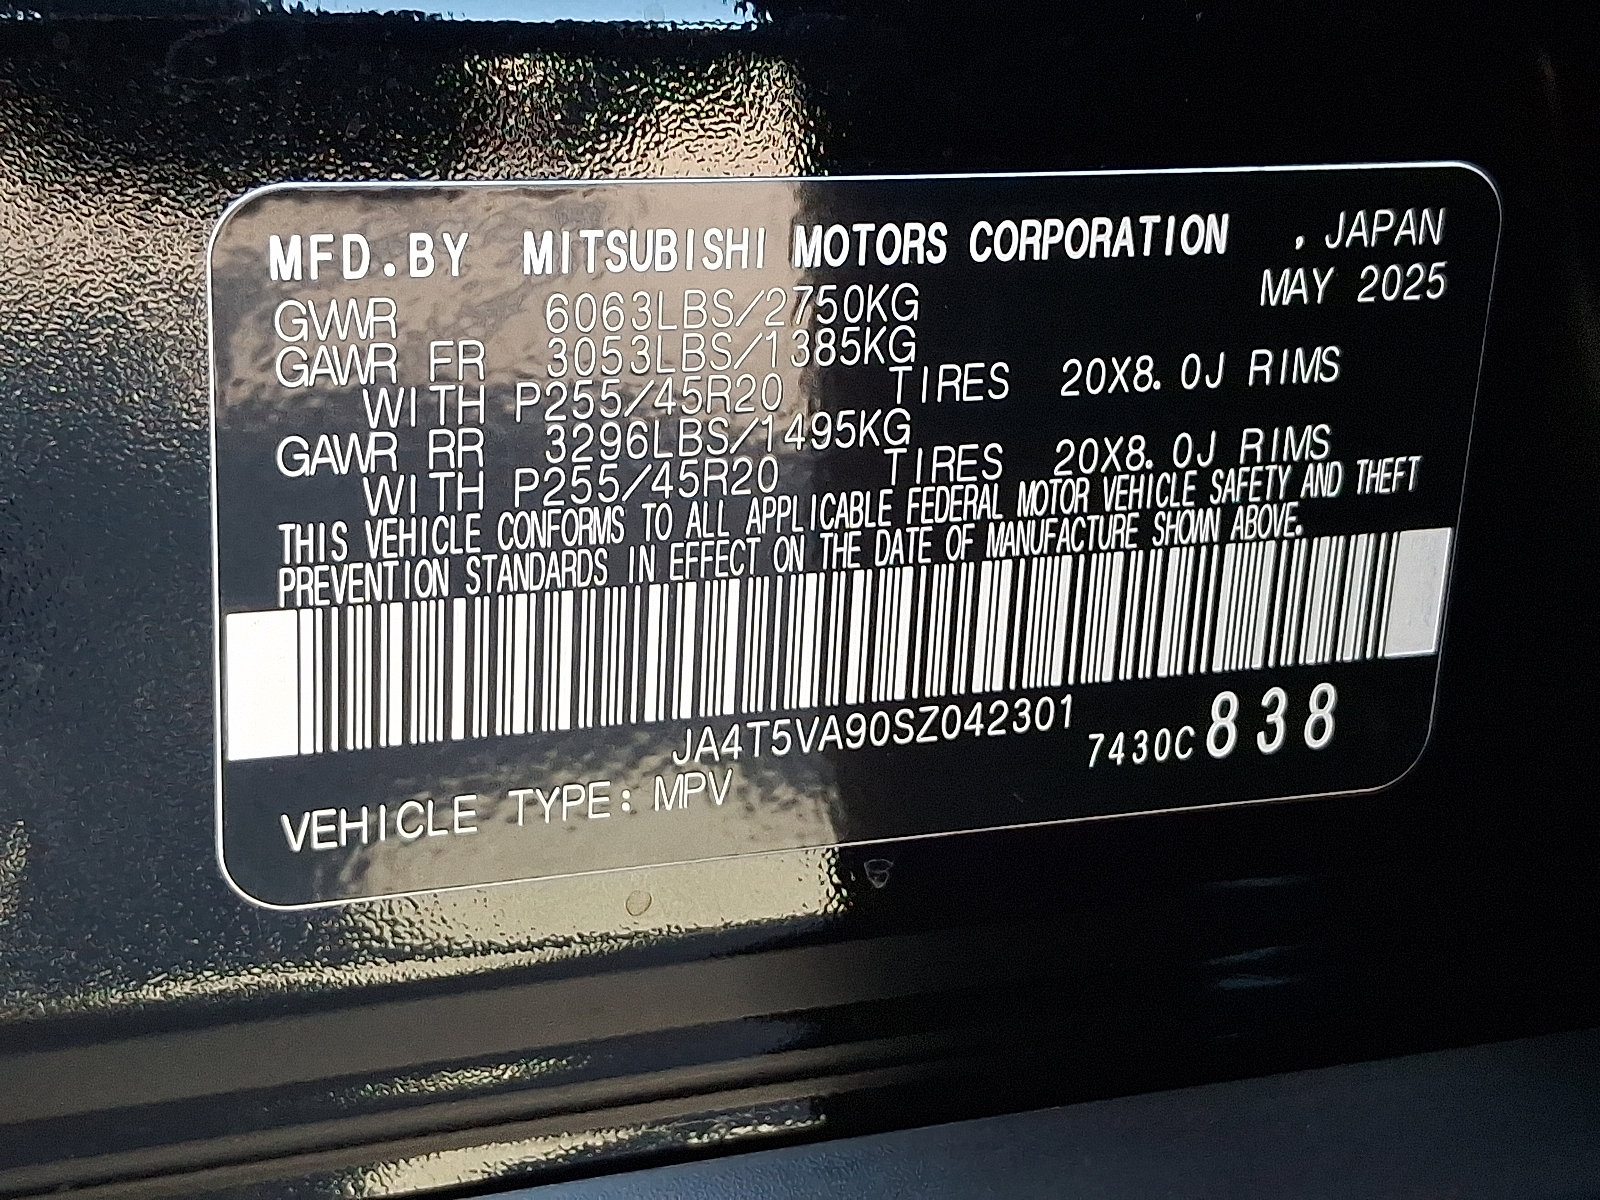 MFD.BY MITSUBISHI MOTORS CORPORATION , JAPAN
GVWR 6063LBS/2750KG MAY 2025
GAWR FR 3053LBS/1385KG
WITH P255/45R20 TIRES 20X8.0J RIMS
GAWR RR 3296LBS/1495KG
WITH P255/45R20 TIRES 20X8.0J RIMS
THIS VEHICLE CONFORMS TO ALL APPLICABLE FEDERAL MOTOR VEHICLE SAFETY AND THEFT
PREVENTION STANDARDS IN EFFECT ON THE DATE OF MANUFACTURE SHOWN ABOVE.
JA4T5VA90SZ042301 7430C 838
VEHICLE TYPE: MPV